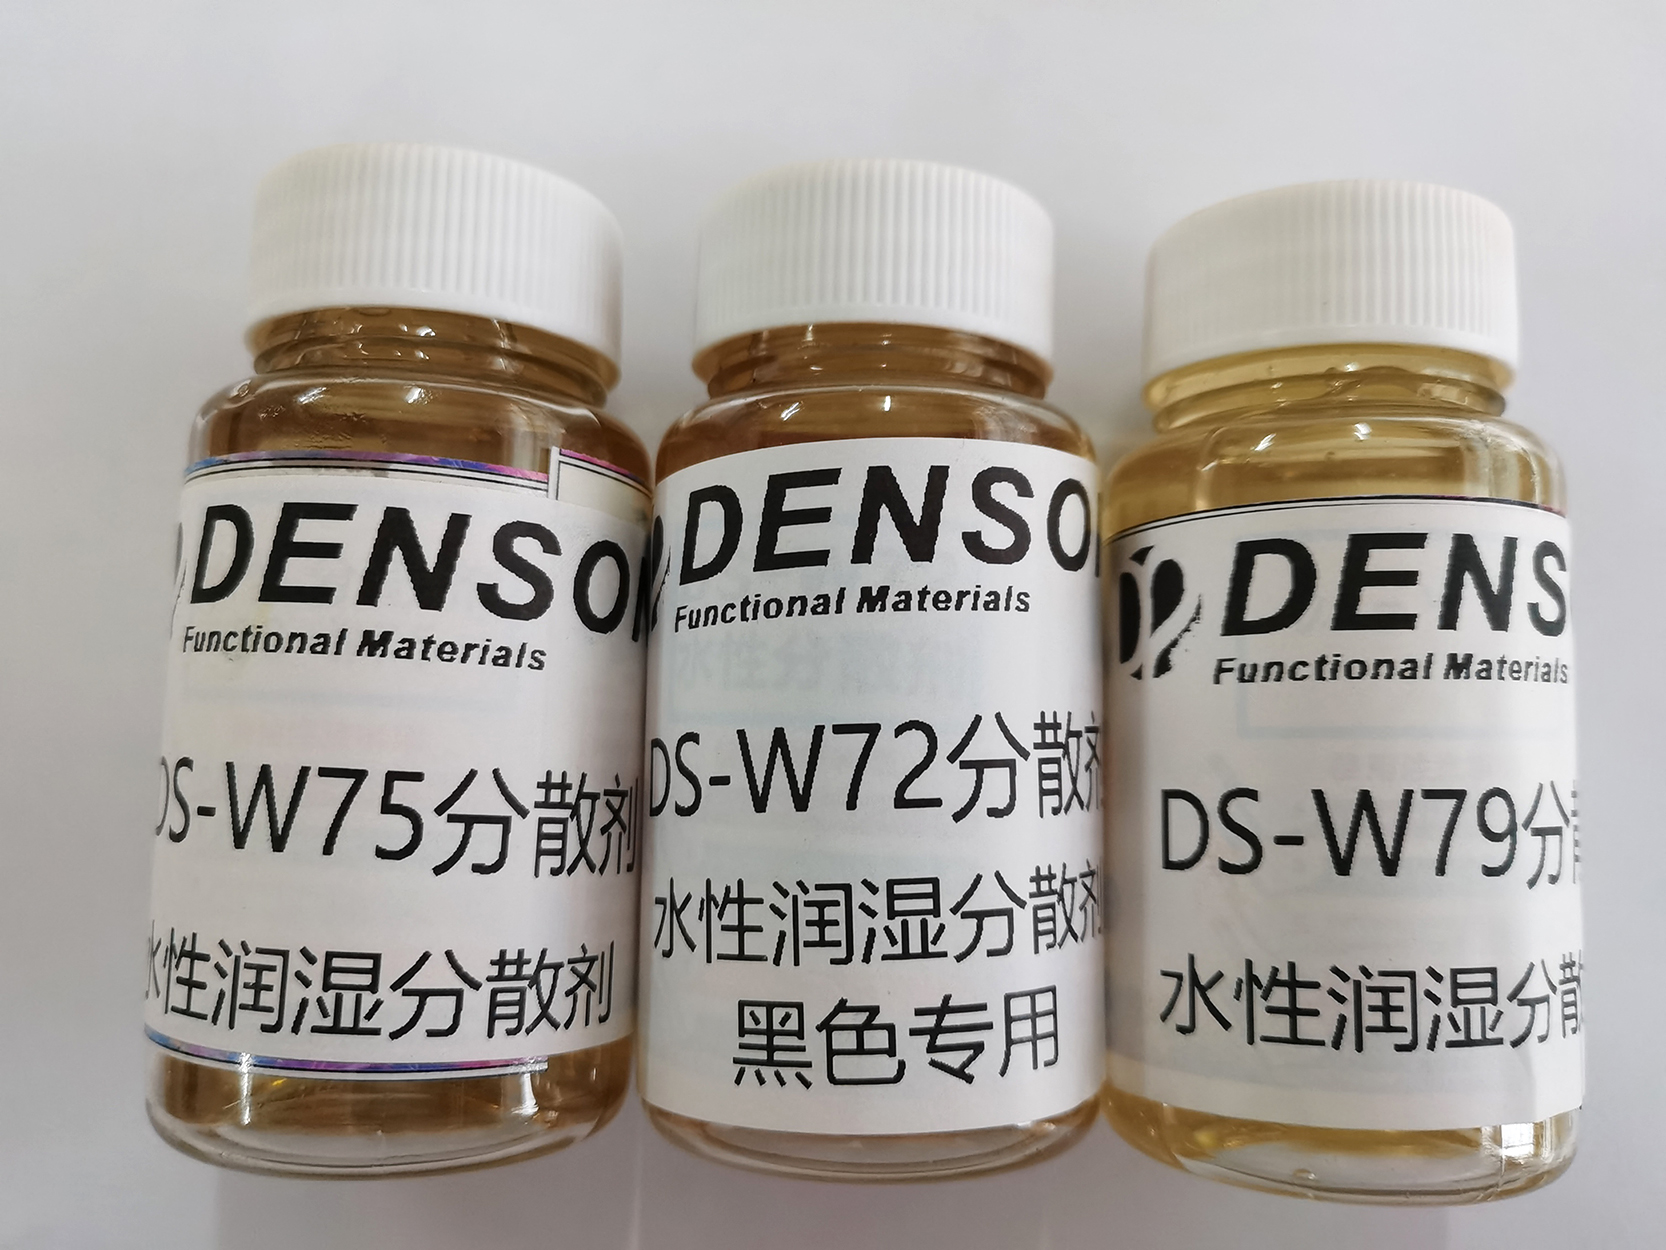 DENSON
Functional Materials
DS-W75分散剂
水性润湿分散剂
DENSO
Functional Materials
DS-W72分散剂
水性润湿分散剂
黑色专用
DENS
Functional Materials
DS-W79分散
水性润湿分散